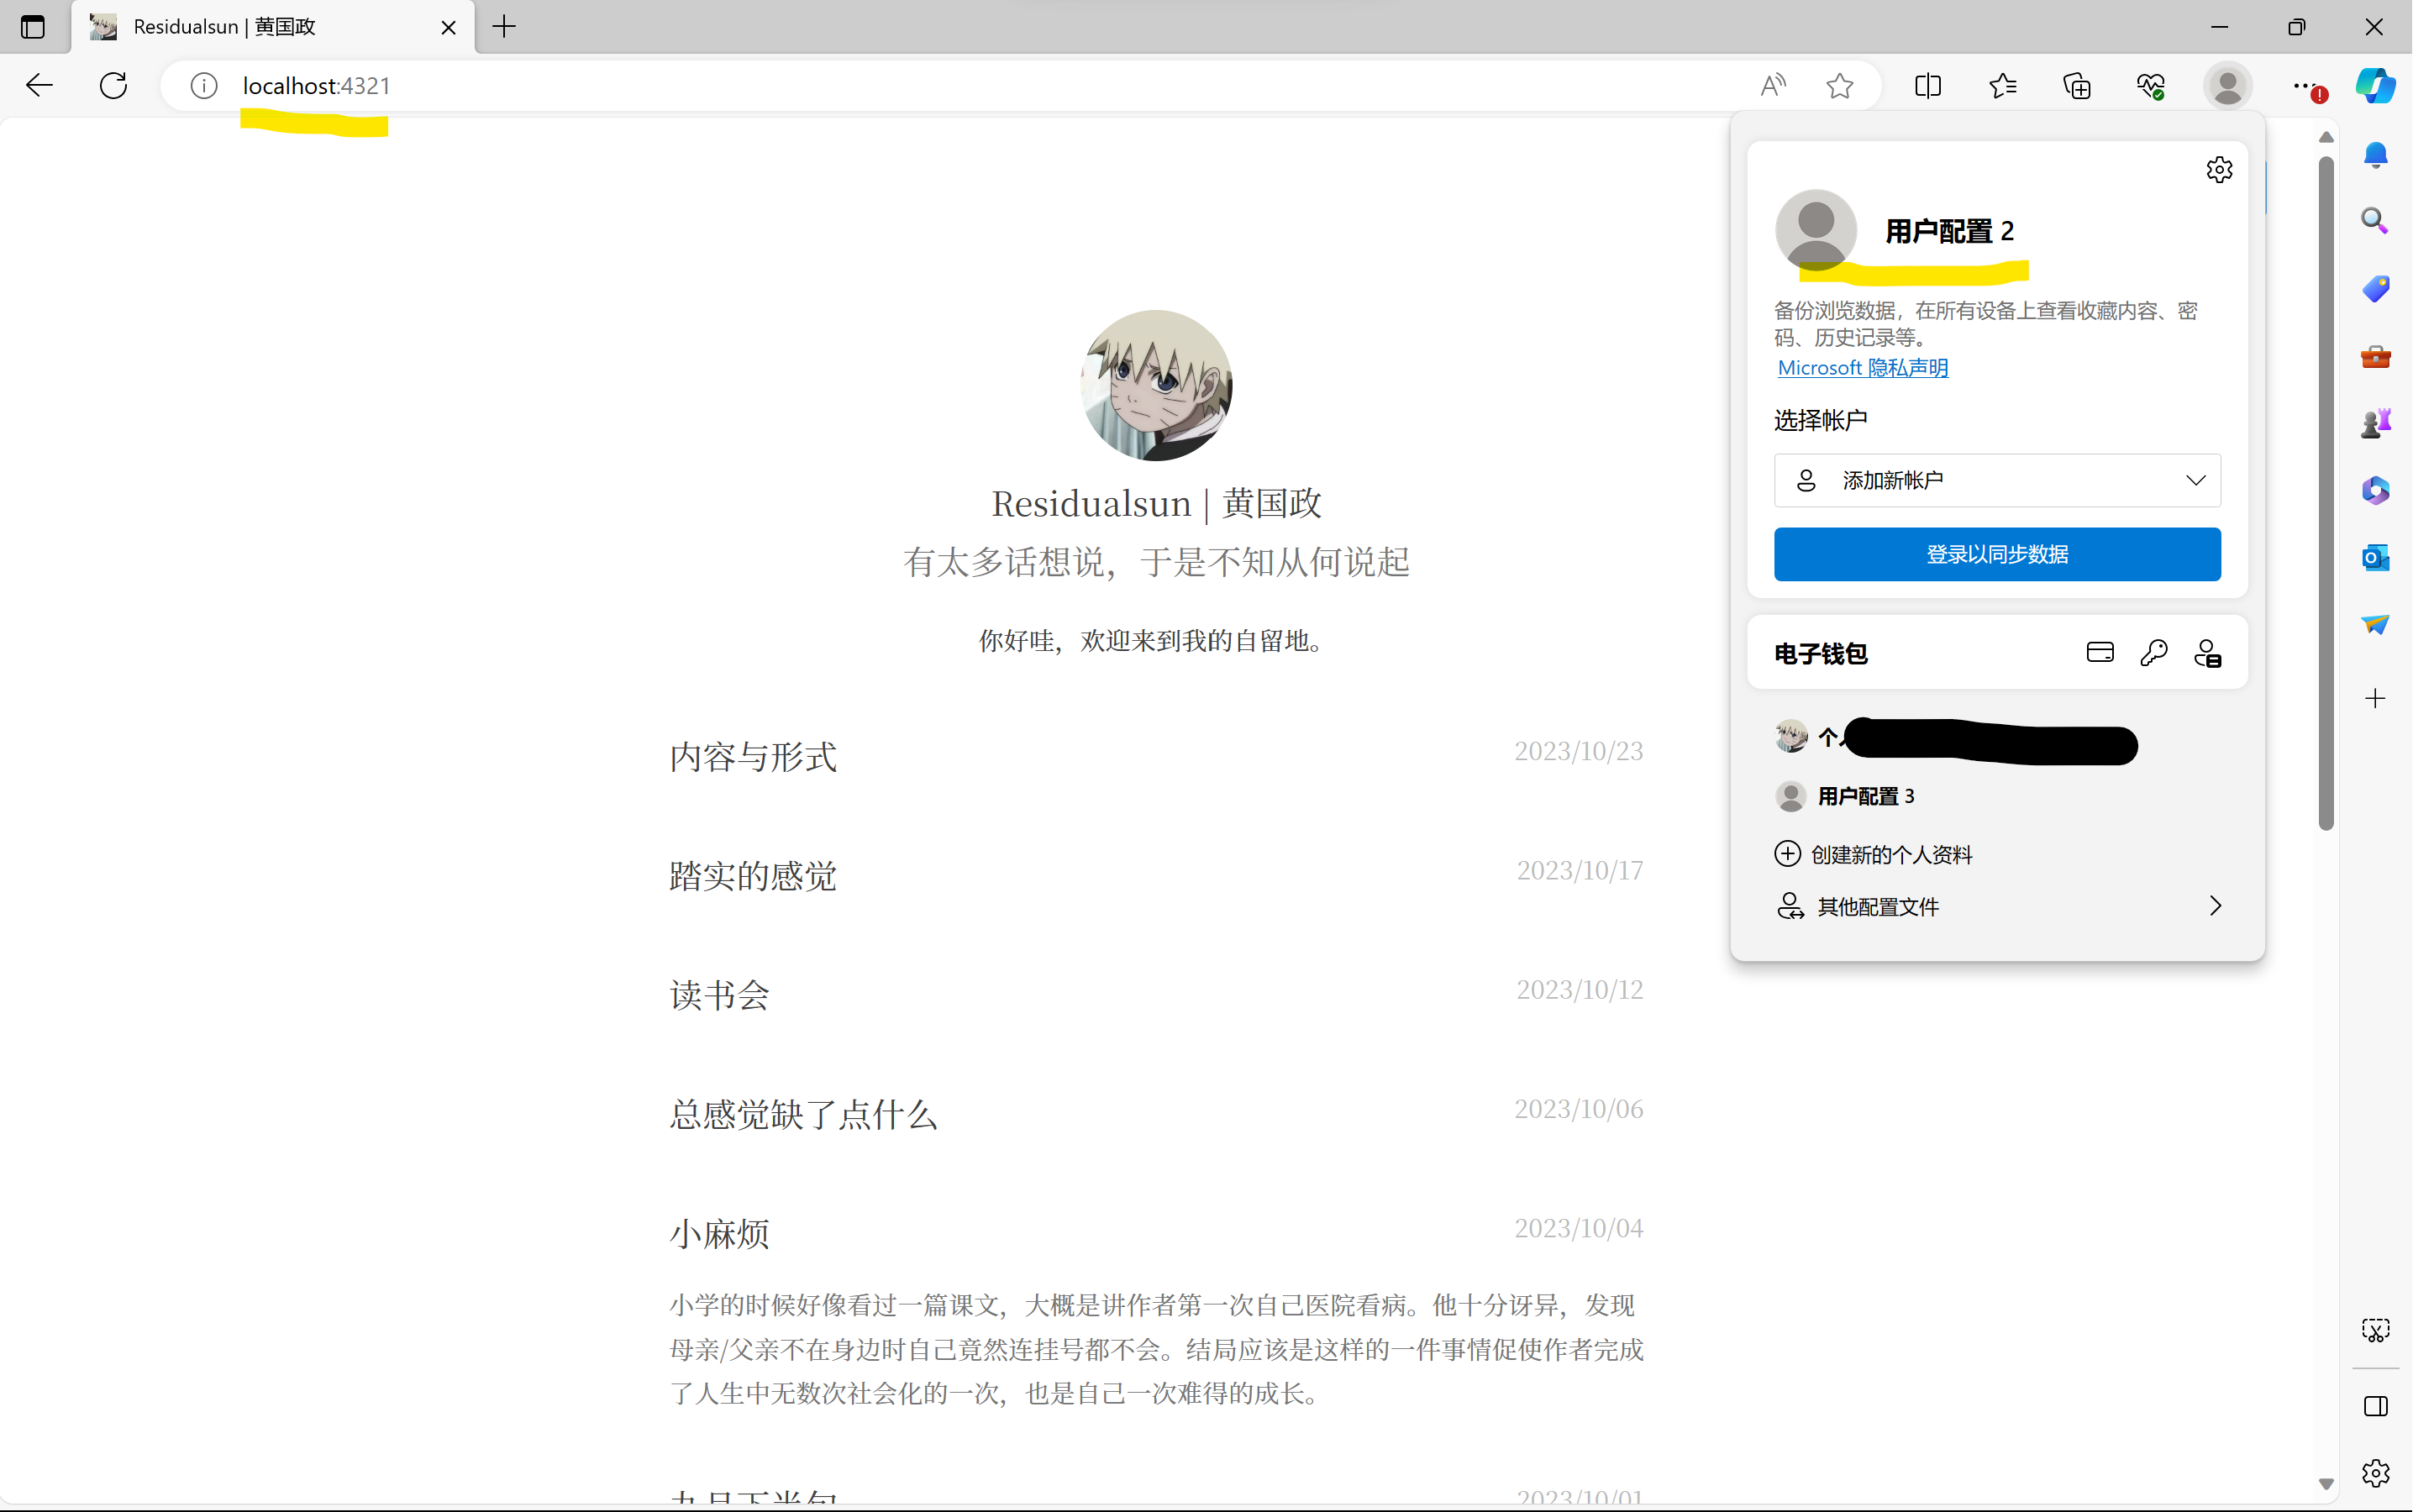 Residualsun | 黄国政
localhost:4321
用户配置 2
备份浏览数据，在所有设备上查看收藏内容、密
码、历史记录等。
Microsoft 隐私声明
选择帐户
添加新帐户
登录以同步数据
电子钱包
个
用户配置 3
创建新的个人资料
其他配置文件
Residualsun | 黄国政
有太多话想说，于是不知从何说起
你好哇，欢迎来到我的自留地。
内容与形式 2023/10/23
踏实的感觉 2023/10/17
读书会 2023/10/12
总感觉缺了点什么 2023/10/06
小麻烦 2023/10/04
小学的时候好像看过一篇课文，大概是讲作者第一次自己医院看病。他十分讶异，发现
母亲/父亲不在身边时自己竟然连挂号都不会。结局应该是这样的一件事情促使作者完成
了人生中无数次社会化的一次，也是自己一次难得的成长。
九月下半旬 2023/10/01